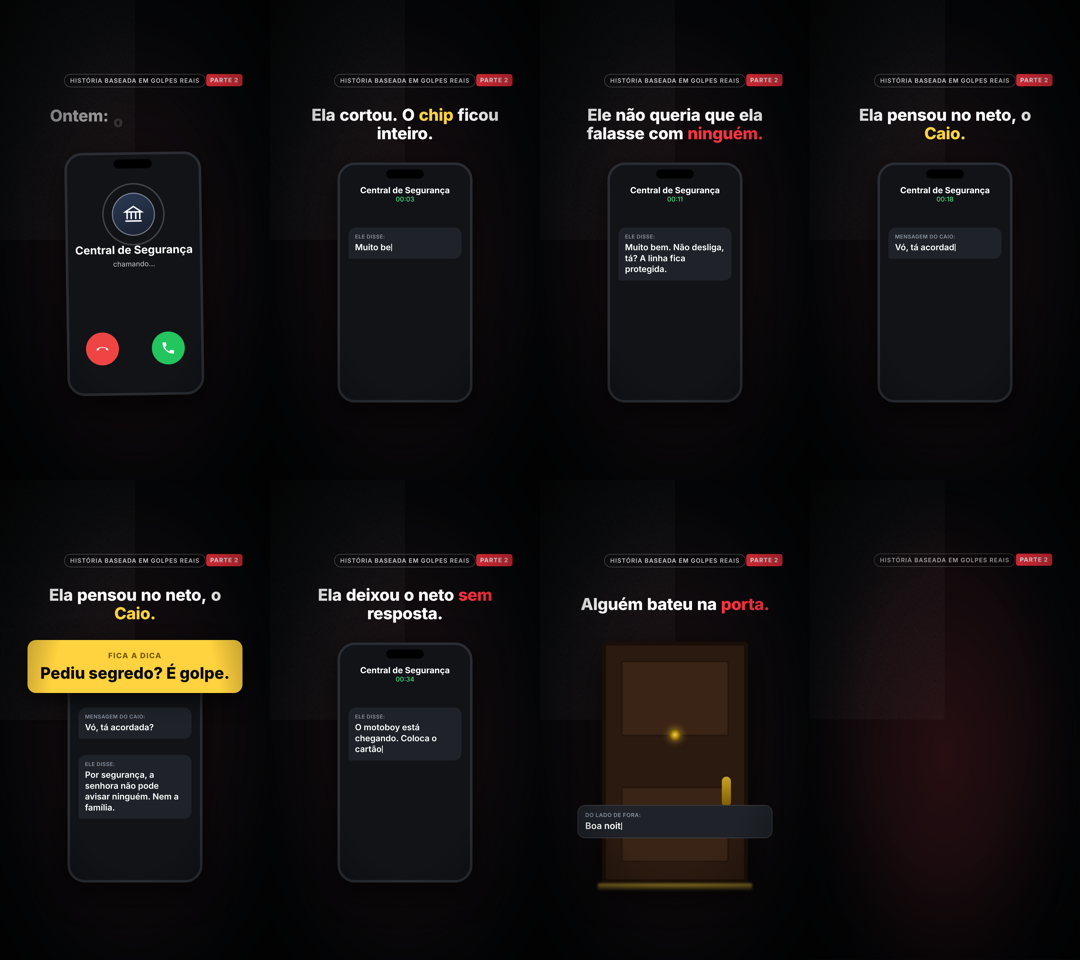 HISTÓRIA BASEADA EM GOLPES REAIS PARTE 2
Ontem: o
Central de Segurança
chamando...
HISTÓRIA BASEADA EM GOLPES REAIS PARTE 2
Ela cortou. O chip ficou
inteiro.
Central de Segurança
00:03
ELE DISSE:
Muito be
HISTÓRIA BASEADA EM GOLPES REAIS PARTE 2
Ele não queria que ela
falasse com ninguém.
Central de Segurança
00:11
ELE DISSE:
Muito bem. Não desliga,
tá? A linha fica
protegida.
HISTÓRIA BASEADA EM GOLPES REAIS PARTE 2
Ela pensou no neto, o
Caio.
Central de Segurança
00:18
MENSAGEM DO CAIO:
Vó, tá acordad
HISTÓRIA BASEADA EM GOLPES REAIS PARTE 2
Ela pensou no neto, o
Caio.
FICA A DICA
Pediu segredo? É golpe.
MENSAGEM DO CAIO:
Vó, tá acordada?
ELE DISSE:
Por segurança, a
senhora não pode
avisar ninguém. Nem a
família.
HISTÓRIA BASEADA EM GOLPES REAIS PARTE 2
Ela deixou o neto sem
resposta.
Central de Segurança
00:34
ELE DISSE:
O motoboy está
chegando. Coloca o
cartão
HISTÓRIA BASEADA EM GOLPES REAIS PARTE 2
Alguém bateu na porta.
DO LADO DE FORA:
Boa noit
HISTÓRIA BASEADA EM GOLPES REAIS PARTE 2